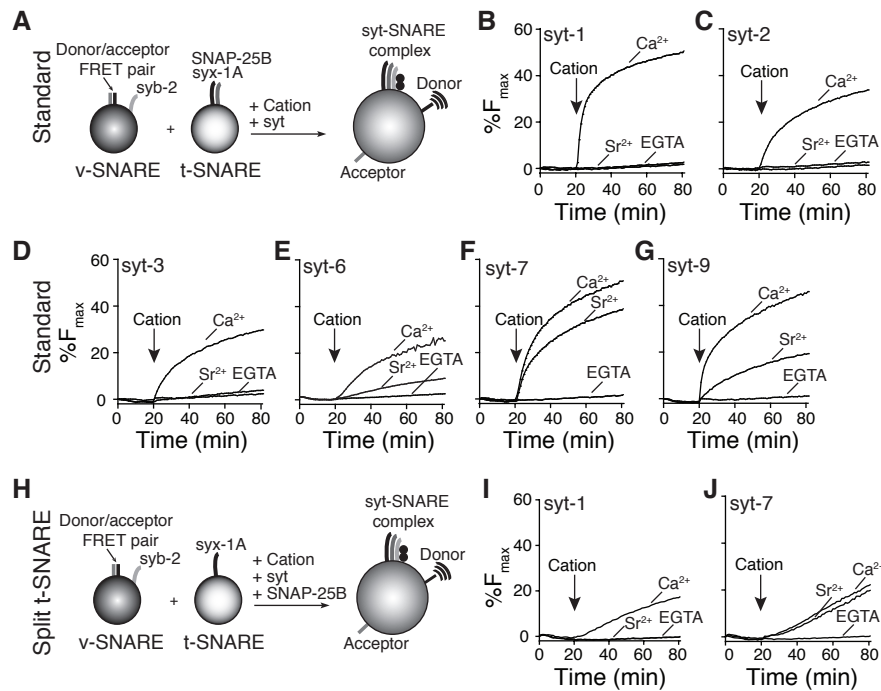 A
Standard
Donor/acceptor
FRET pair
syb-2
SNAP-25B
syx-1A
+
+ Cation
+ syt
v-SNARE
t-SNARE
syt-SNARE
complex
Donor
Acceptor
B
syt-1
60
40
20
0
%Fmax
Cation
Ca2+
Sr2+
EGTA
0 20 40 60 80
Time (min)
C
syt-2
Cation
Ca2+
Sr2+
EGTA
0 20 40 60 80
Time (min)
Standard
D
syt-3
60
40
20
0
%Fmax
Cation
Ca2+
Sr2+
EGTA
0 20 40 60 80
Time (min)
E
syt-6
Cation
Ca2+
Sr2+
EGTA
0 20 40 60 80
Time (min)
F
syt-7
Cation
Ca2+
Sr2+
EGTA
0 20 40 60 80
Time (min)
G
syt-9
Cation
Ca2+
Sr2+
EGTA
0 20 40 60 80
Time (min)
H
Split t-SNARE
Donor/acceptor
FRET pair
syb-2
syx-1A
+
+ Cation
+ syt
+ SNAP-25B
v-SNARE
t-SNARE
syt-SNARE
complex
Donor
Acceptor
I
syt-1
60
40
20
0
%Fmax
Cation
Ca2+
Sr2+
EGTA
0 20 40 60 80
Time (min)
J
syt-7
Cation
Ca2
Sr2+
EGTA
0 20 40 60 80
Time (min)